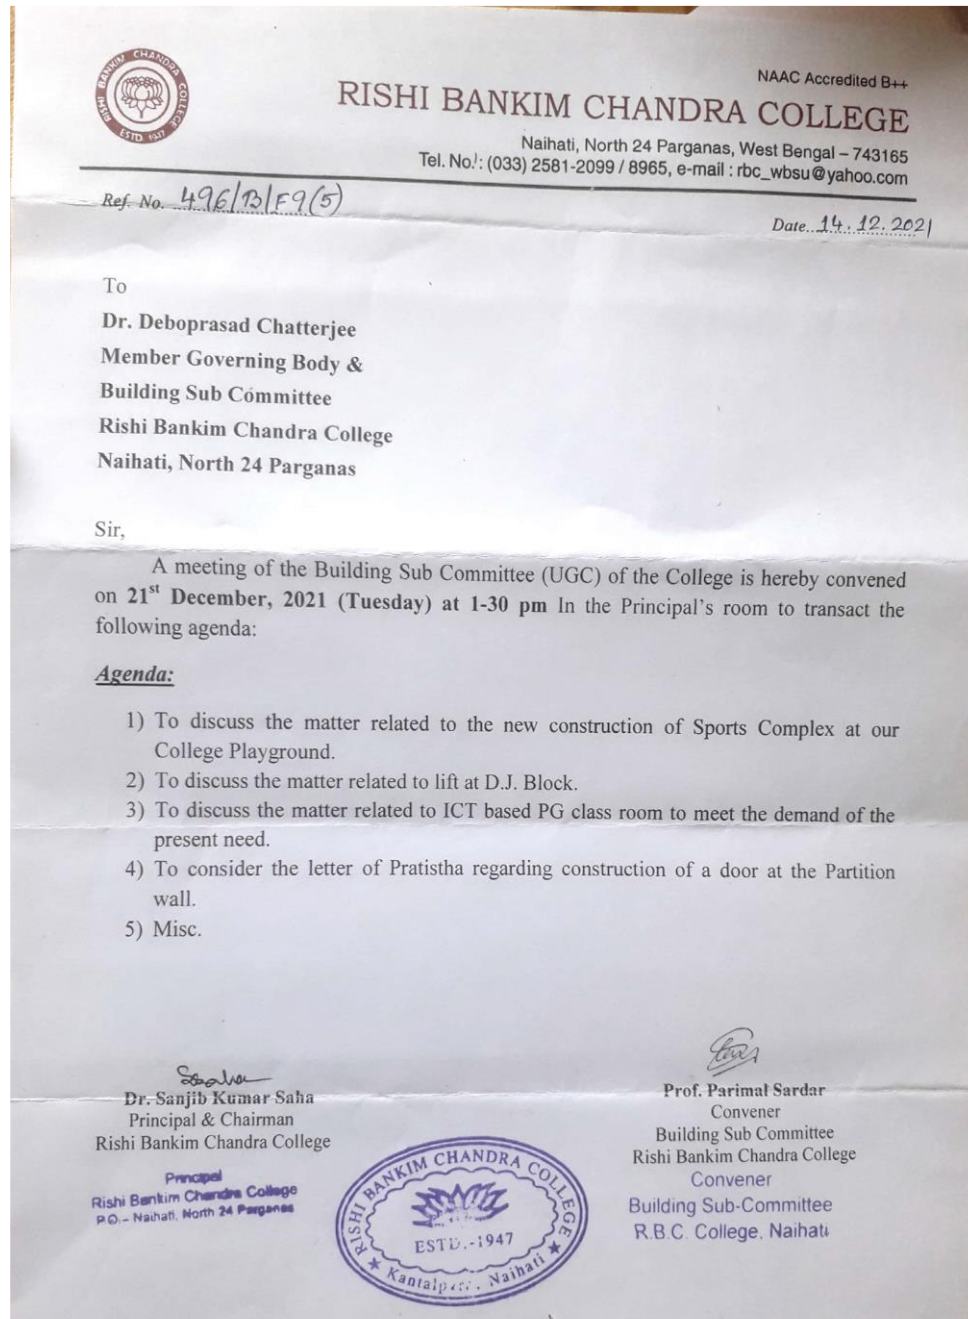 RISHI BANKIM CHANDRA COLLEGE
ESTD 1947
NAAC Accredited B++
RISHI BANKIM CHANDRA COLLEGE
Naihati, North 24 Parganas, West Bengal – 743165
Tel. No.: (033) 2581-2099 / 8965, e-mail : rbc_wbsu@yahoo.com
Ref. No. 496/B/F9(5)
Date..14.12.2021
To
Dr. Deboprasad Chatterjee
Member Governing Body &
Building Sub Committee
Rishi Bankim Chandra College
Naihati, North 24 Parganas
Sir,
A meeting of the Building Sub Committee (UGC) of the College is hereby convened
on 21st December, 2021 (Tuesday) at 1-30 pm In the Principal's room to transact the
following agenda:
Agenda:
1) To discuss the matter related to the new construction of Sports Complex at our
College Playground.
2) To discuss the matter related to lift at D.J. Block.
3) To discuss the matter related to ICT based PG class room to meet the demand of the
present need.
4) To consider the letter of Pratistha regarding construction of a door at the Partition
wall.
5) Misc.
Dr. Sanjib Kumar Saha
Principal & Chairman
Rishi Bankim Chandra College
Principal
Rishi Bankim Chandra College
P.O.- Naihati, North 24 Parganas
RISHI BANKIM CHANDRA COLLEGE
ESTD.-1947
Naihati
Prof. Parimal Sardar
Convener
Building Sub Committee
Rishi Bankim Chandra College
Convener
Building Sub-Committee
R.B.C. College, Naihati